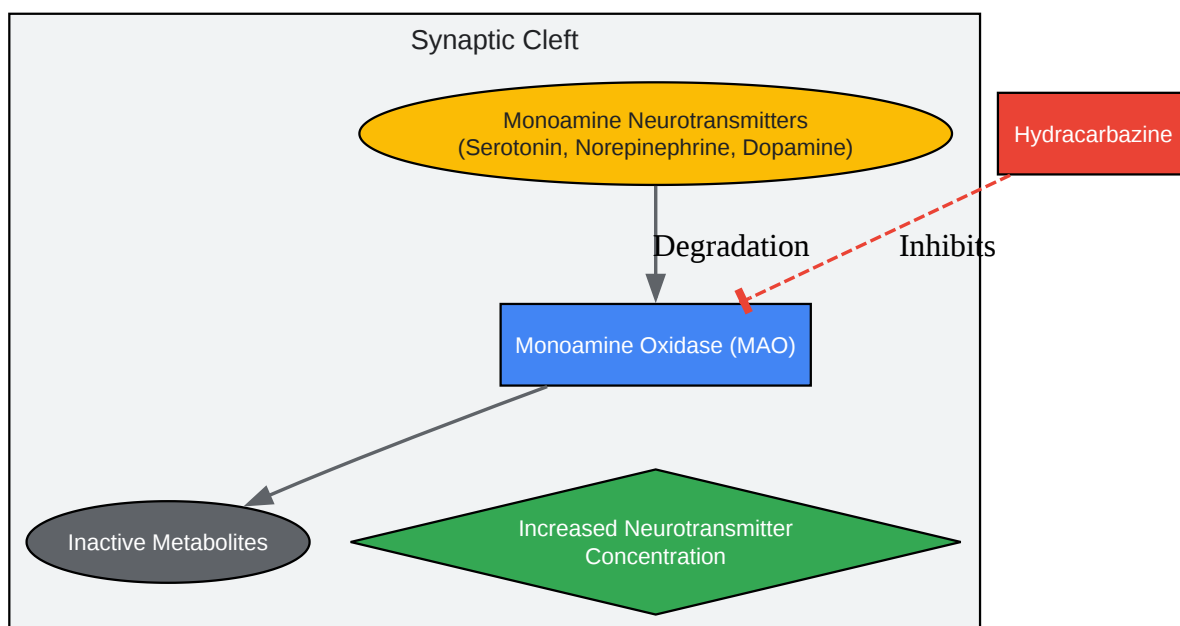 Synaptic Cleft
Monoamine Neurotransmitters
(Serotonin, Norepinephrine, Dopamine)
Hydracarbazine
Degradation
Inhibits
Monoamine Oxidase (MAO)
Inactive Metabolites
Increased Neurotransmitter
Concentration